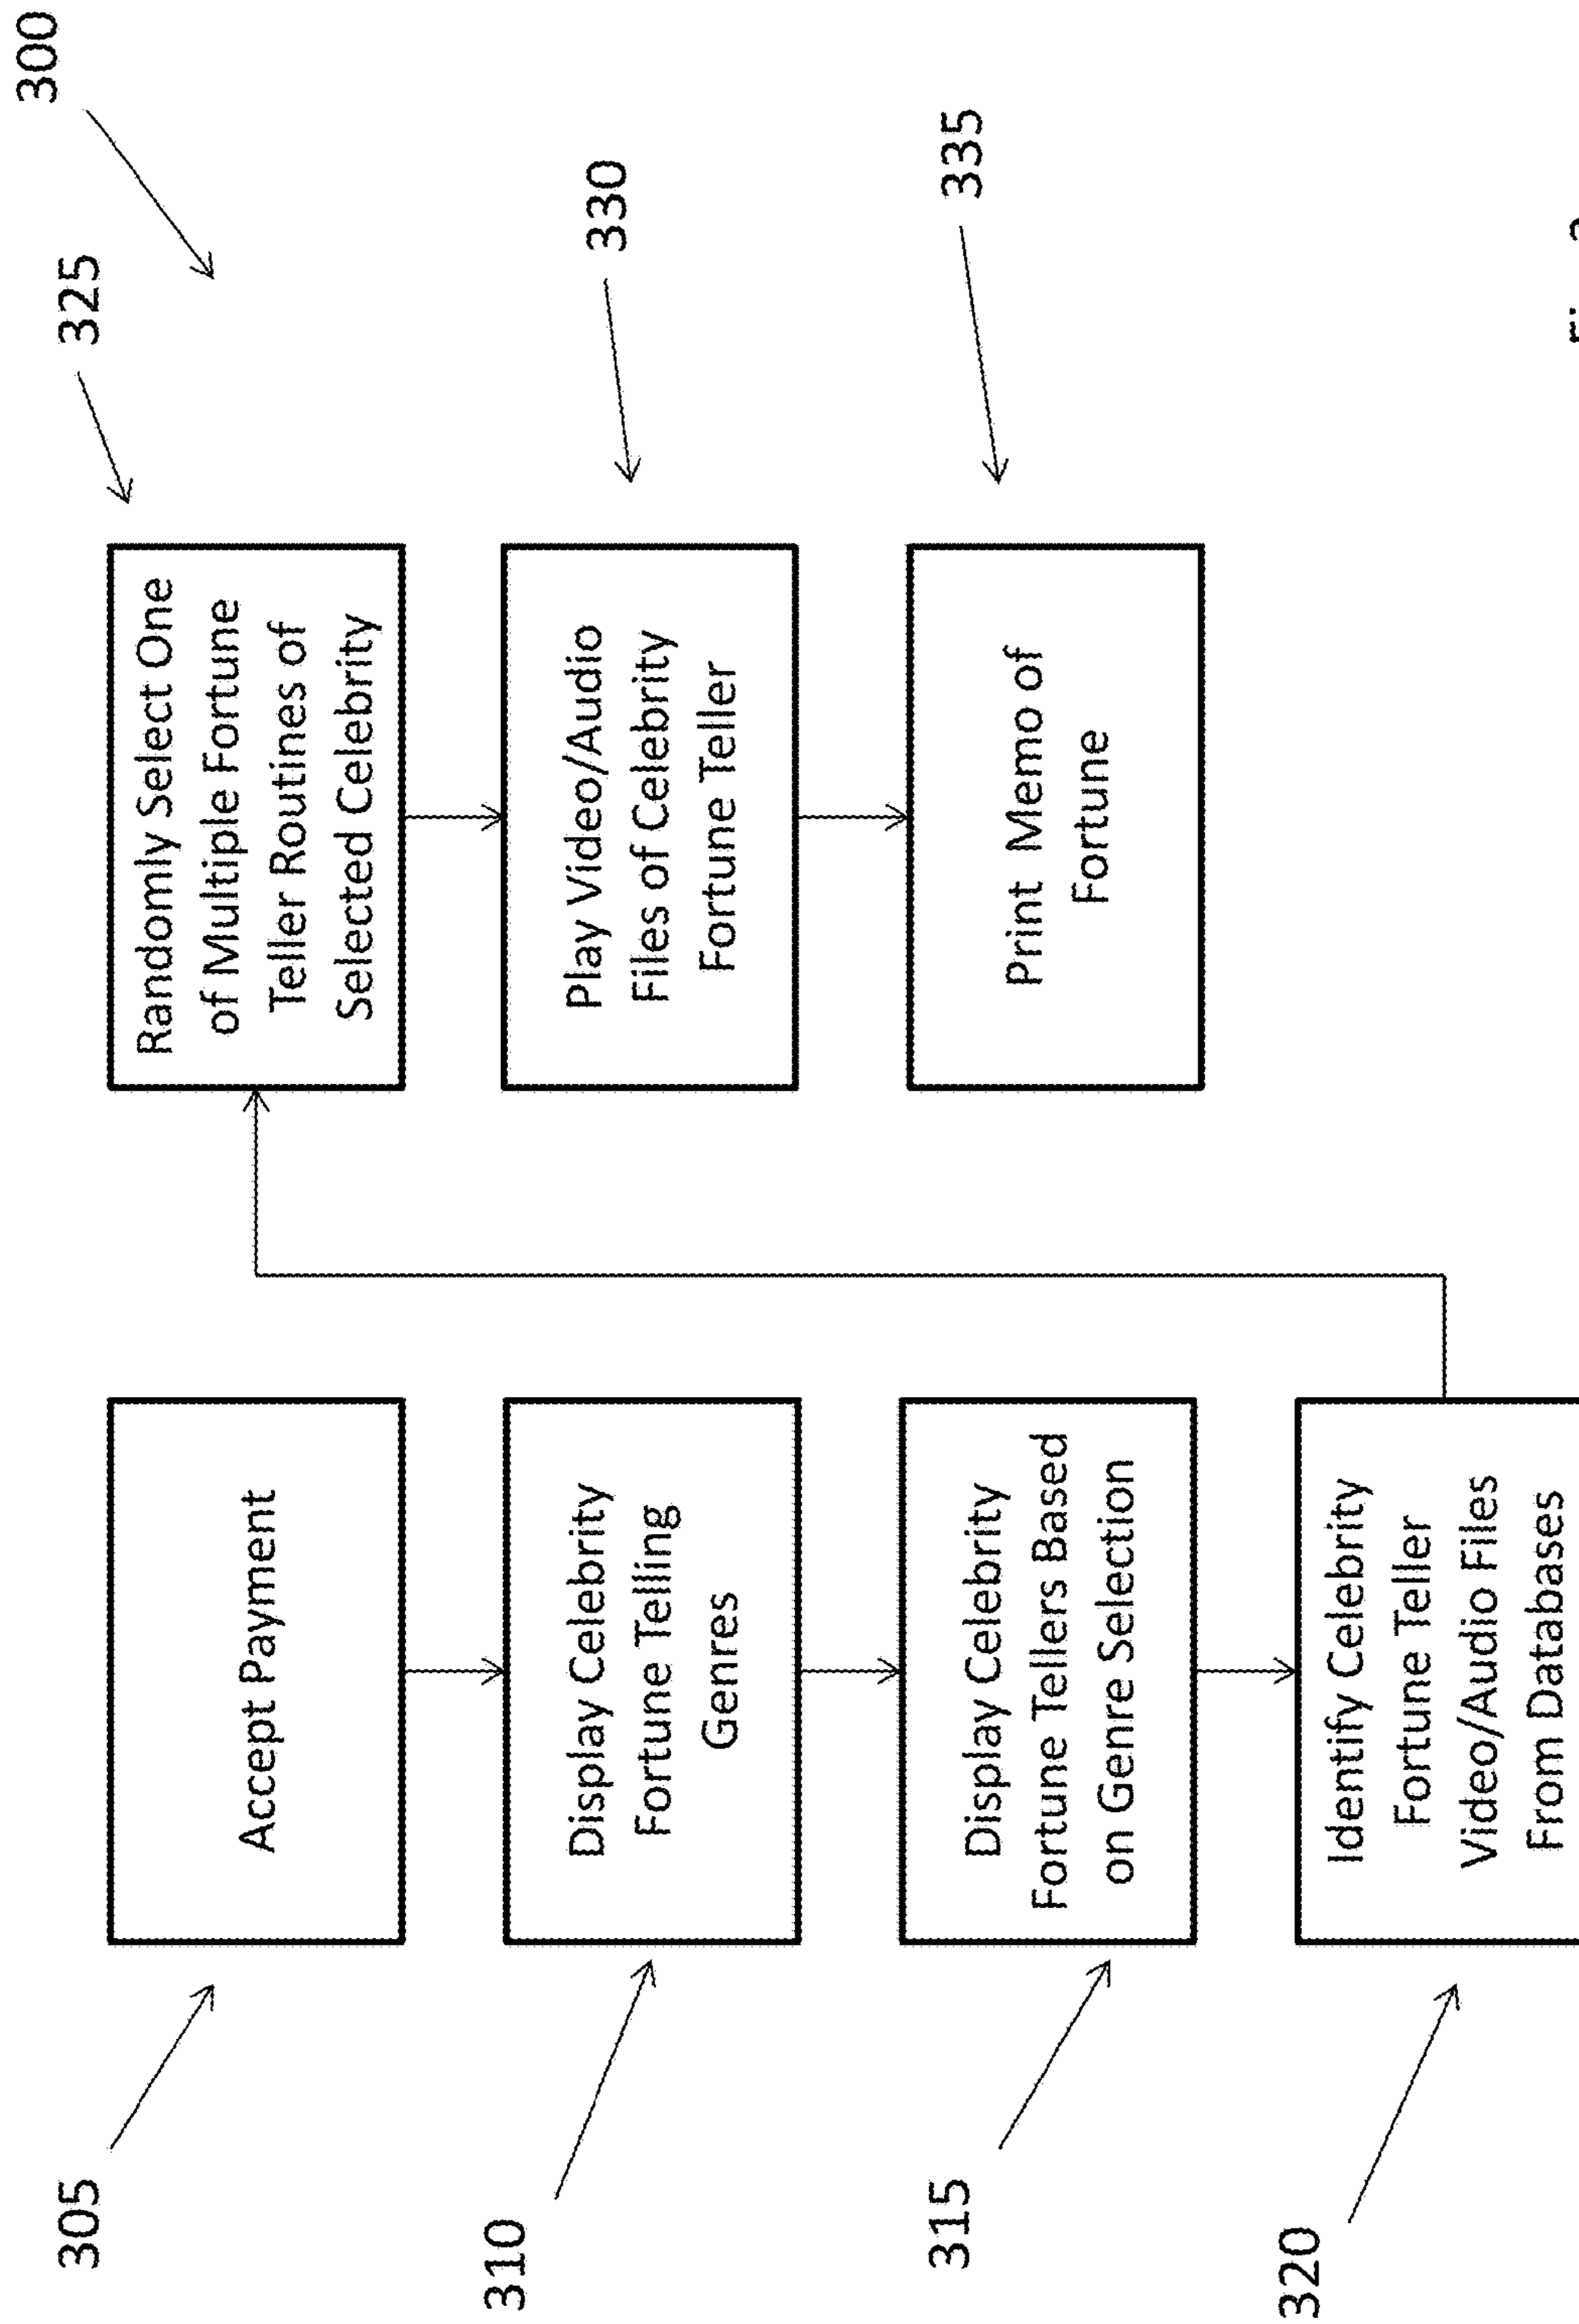 300
305
Accept Payment
310
Display Celebrity
Fortune Telling
Genres
315
Display Celebrity
Fortune Tellers Based
on Genre Selection
320
Identify Celebrity
Fortune Teller
Video/Audio Files
From Databases
325
Randomly Select One
of Multiple Fortune
Teller Routines of
Selected Celebrity
330
Play Video/Audio
Files of Celebrity
Fortune Teller
335
Print Memo of
Fortune